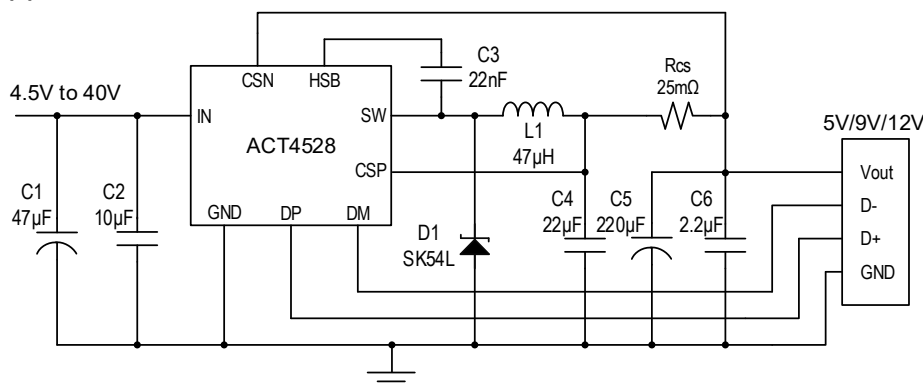 C3
22nF
CSN
HSB
Rcs
25mΩ
4.5V to 40V
IN
SW
5V/9V/12V
ACT4528
L1
47µH
CSP
Vout
C1
47µF
C2
10µF
GND
DP
DM
C4
22µF
C5
220µF
C6
2.2µF
D-
D1
SK54L
D+
GND